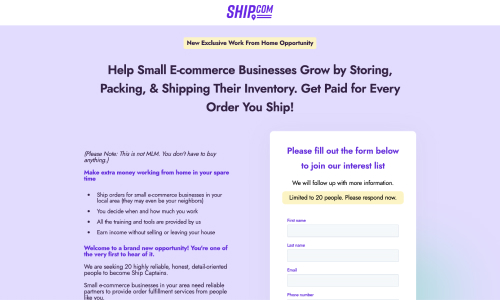 SHIP.COM
New Exclusive Work From Home Opportunity
Help Small E-commerce Businesses Grow by Storing,
Packing, & Shipping Their Inventory. Get Paid for Every
Order You Ship!
(Please Note: This is not MLM. You don't have to buy
anything.)
Make extra money working from home in your spare
time
Ship orders for small e-commerce businesses in your
local area (they may even be your neighbors)
You decide when and how much you work
All the training and tools are provided by us
Earn income without selling or leaving your house
Welcome to a brand new opportunity! You're one of
the very first to hear of it.
We are seeking 20 highly reliable, honest, detail-oriented
people to become Ship Captains.
Small e-commerce businesses in your area need reliable
partners to provide order fulfillment services from people
like you.
Please fill out the form below
to join our interest list
We will follow up with more information.
Limited to 20 people. Please respond now.
First name
Last name
Email
Phone number